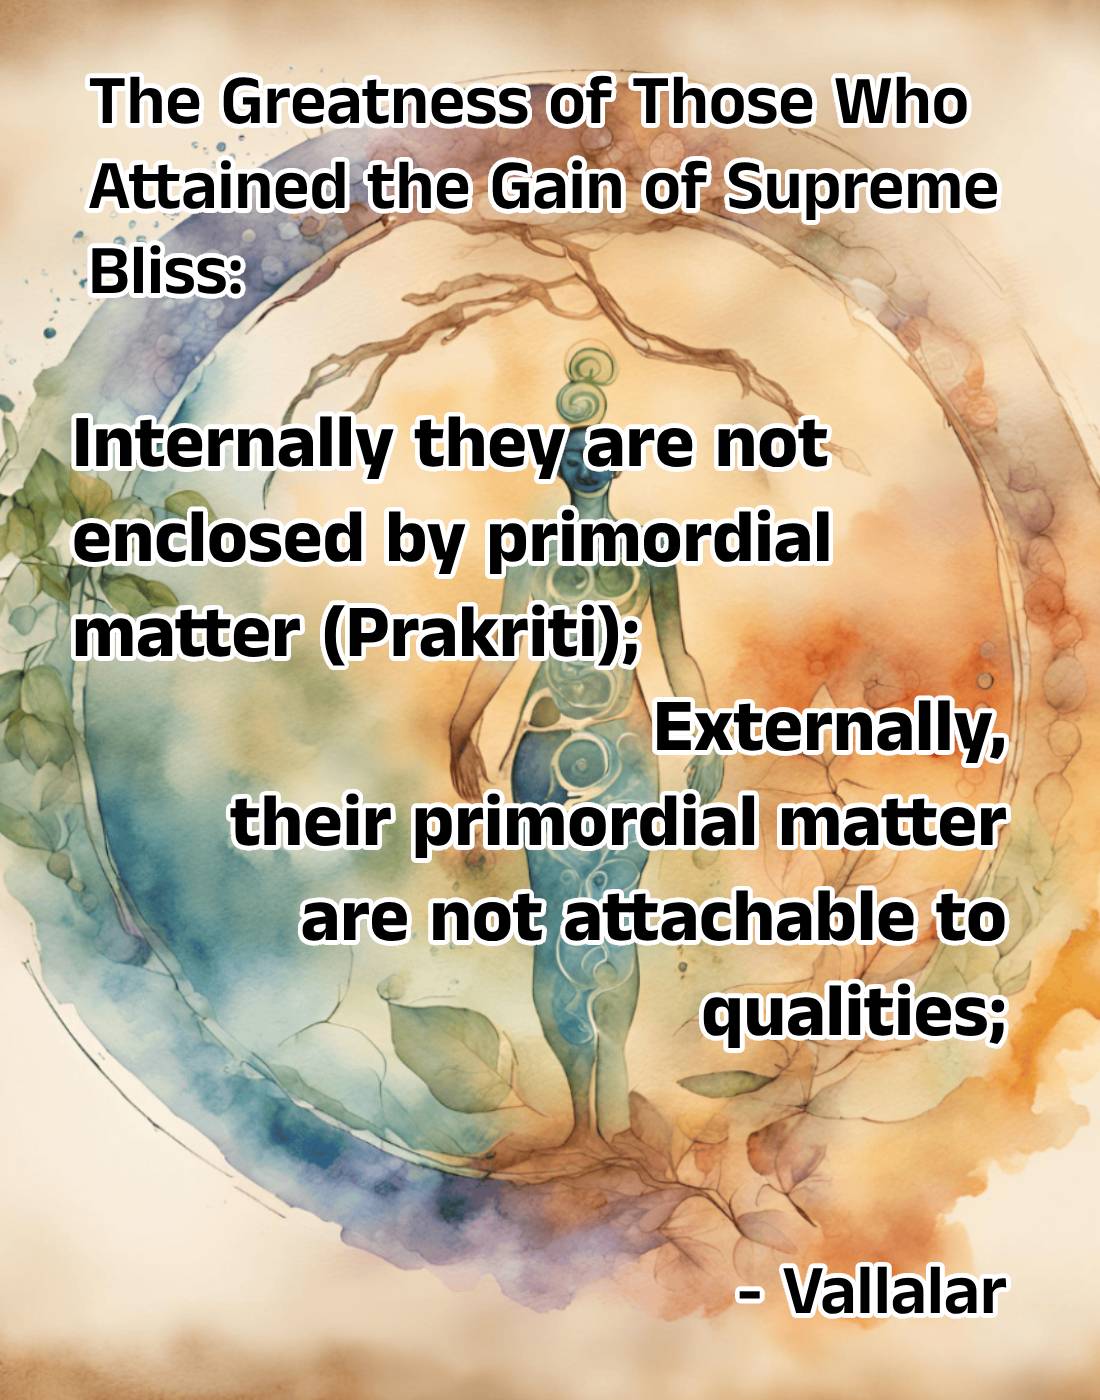 The Greatness of Those Who
Attained the Gain of Supreme
Bliss:
Internally they are not
enclosed by primordial
matter (Prakriti);
Externally,
their primordial matter
are not attachable to
qualities;
- Vallalar